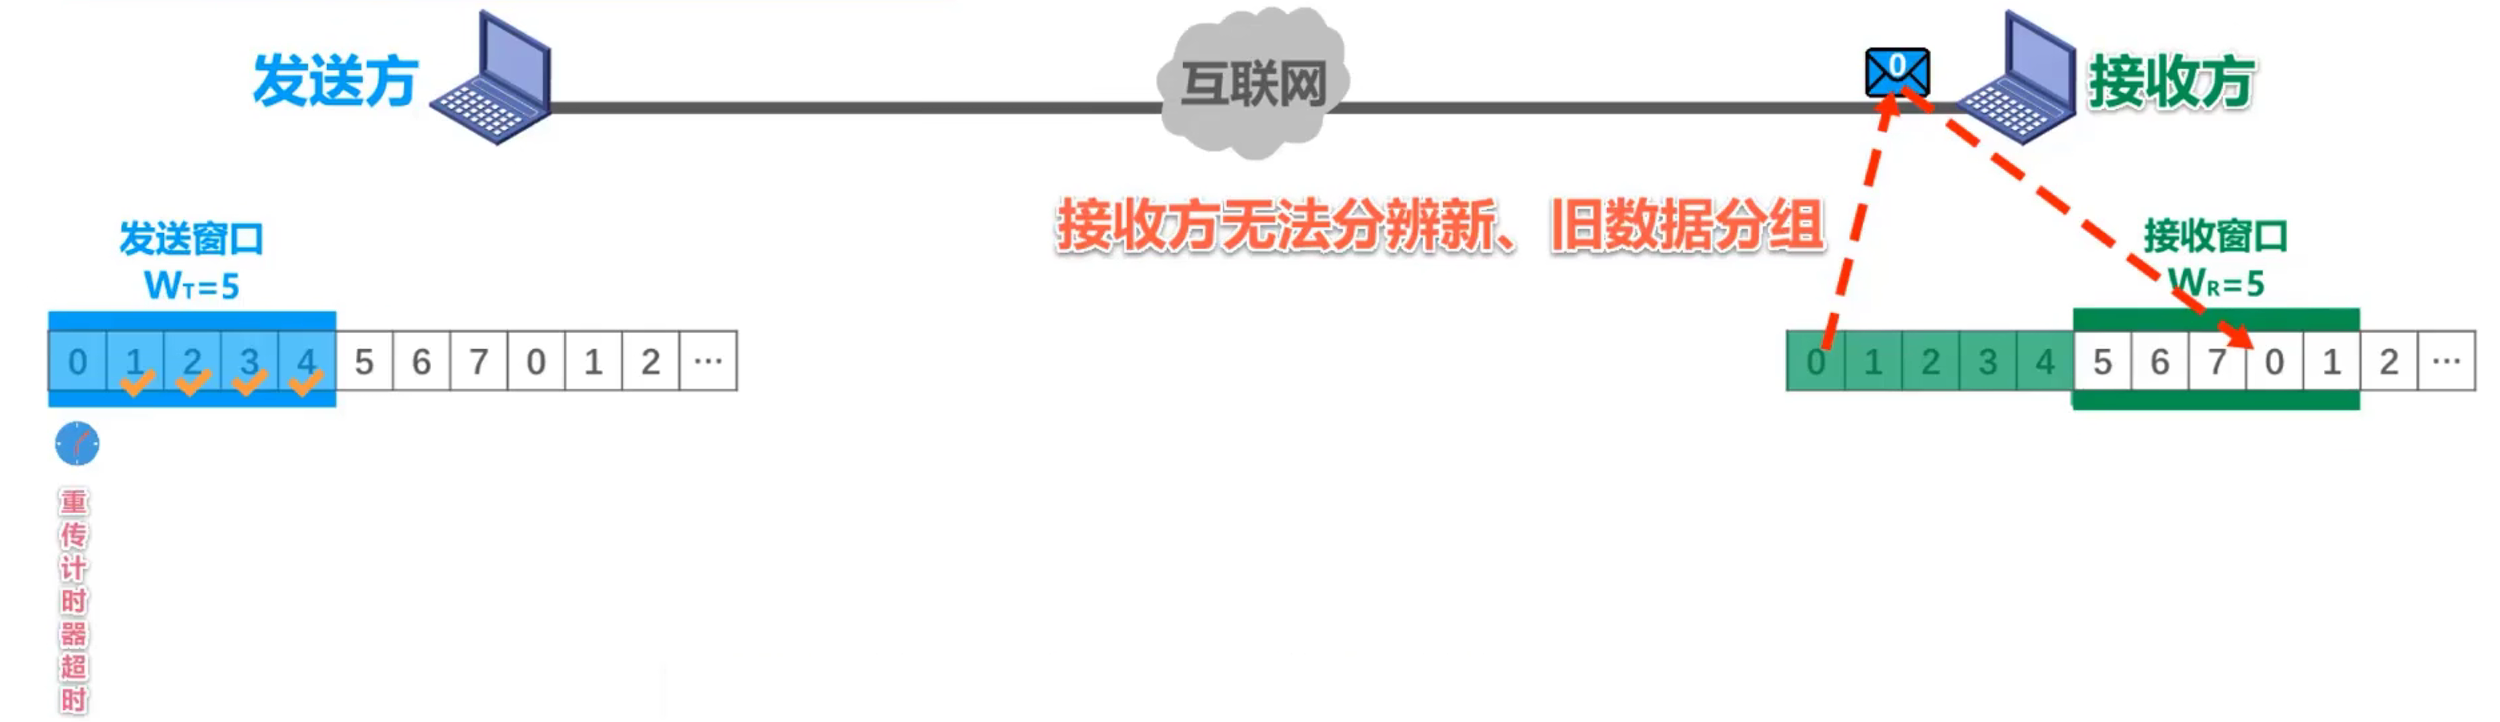 发送方
互联网
0
接收方
接收方无法分辨新、旧数据分组
发送窗口
WT=5
接收窗口
WR=5
0 1 2 3 4 5 6 7 0 1 2 …
0 1 2 3 4 5 6 7 0 1 2 …
重传计时器超时